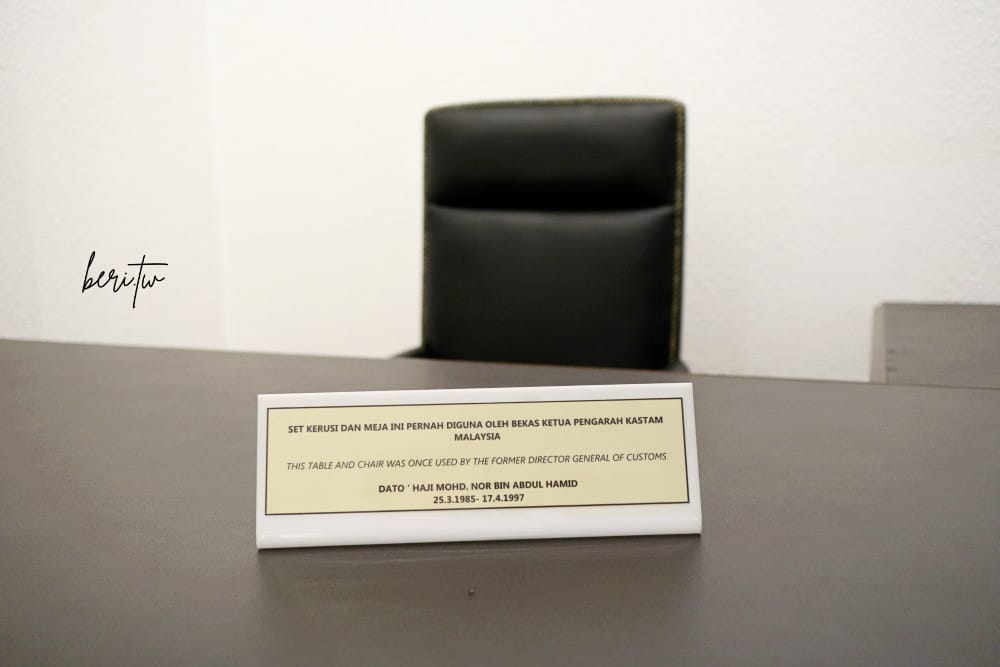 beri.tw
SET KERUSI DAN MEJA INI PERNAH DIGUNA OLEH BEKAS KETUA PENGARAH KASTAM
MALAYSIA
THIS TABLE AND CHAIR WAS ONCE USED BY THE FORMER DIRECTOR GENERAL OF CUSTOMS
DATO ' HAJI MOHD. NOR BIN ABDUL HAMID
25.3.1985- 17.4.1997